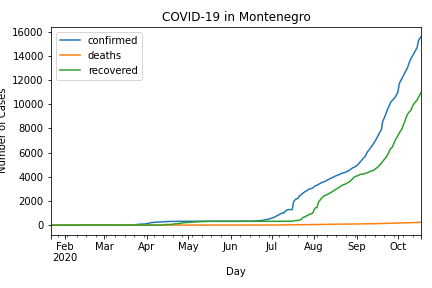 COVID-19 in Montenegro
confirmed
deaths
recovered
16000
14000
12000
10000
8000
6000
4000
2000
0
Number of Cases
Feb Mar Apr May Jun Jul Aug Sep Oct
2020
Day